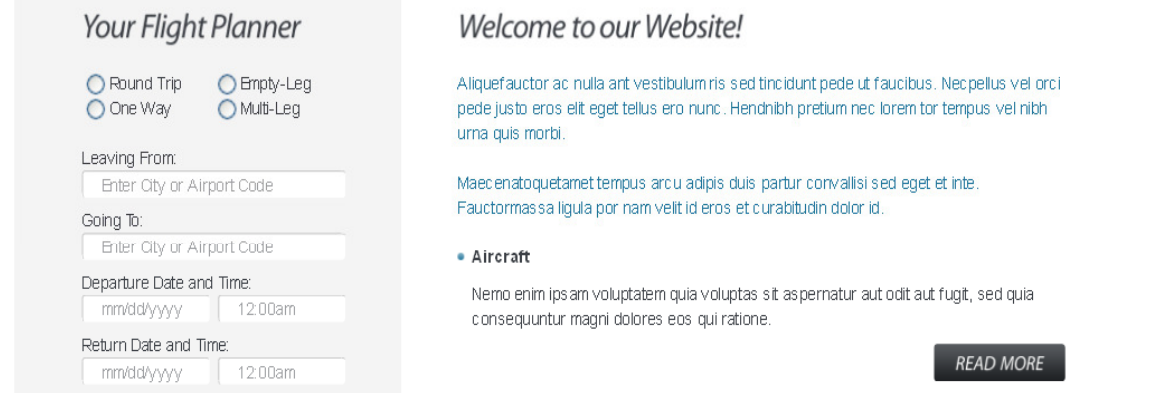 Your Flight Planner
Round Trip
Empty-Leg
One Way
Multi-Leg
Leaving From:
Enter City or Airport Code
Going To:
Enter City or Airport Code
Departure Date and Time:
mm/dd/yyyy
12:00am
Return Date and Time:
mm/dd/yyyy
12:00am
Welcome to our Website!
Aliquefauctor ac nulla ant vestibulum ris sed tincidunt pede ut faucibus. Necpellus vel orci
pede justo eros elit eget tellus ero nunc. Hendnibh pretium nec lorem tor tempus vel nibh
urna quis morbi.
Maecenatoquetamet tempus arcu adipis duis partur convallisi sed eget et inte.
Fauctormassa ligula por nam velit id eros et curabitudin dolor id.
Aircraft
Nemo enim ipsam voluptatem quia voluptas sit aspernatur aut odit aut fugit, sed quia
consequuntur magni dolores eos qui ratione.
READ MORE